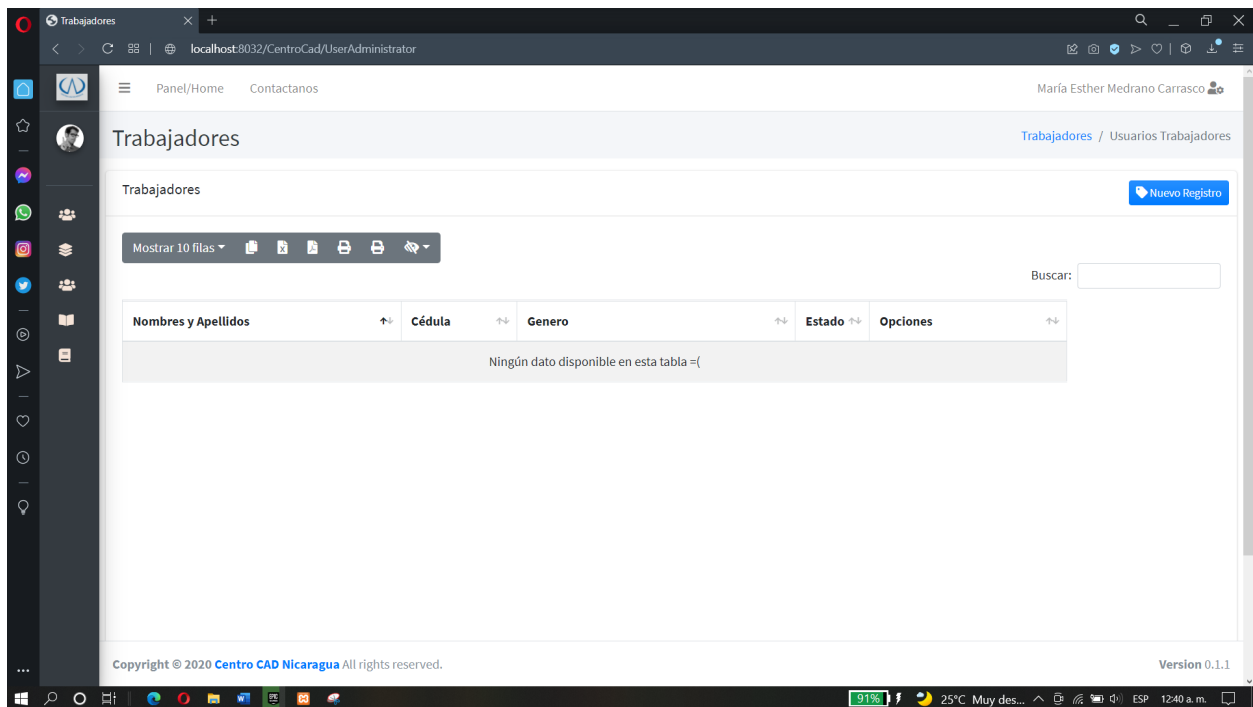 Trabajadores
localhost:8032/CentroCad/UserAdministrator
Panel/Home Contactanos María Esther Medrano Carrasco
Trabajadores Trabajadores / Usuarios Trabajadores
Trabajadores Nuevo Registro
Mostrar 10 filas
Buscar:
Nombres y Apellidos Cédula Genero Estado Opciones
Ningún dato disponible en esta tabla =(
Copyright © 2020 Centro CAD Nicaragua All rights reserved. Version 0.1.1
91% 25°C Muy des... ESP 12:40 a. m.